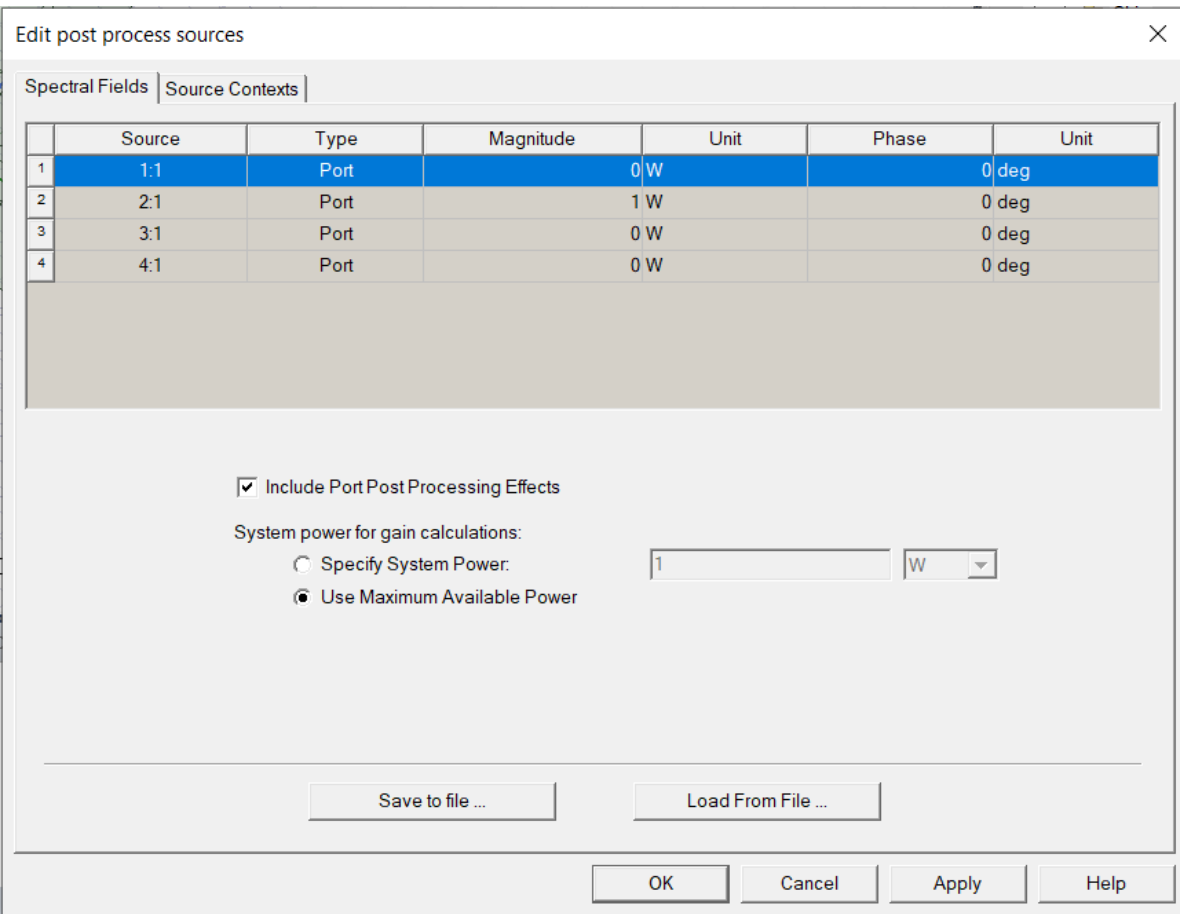 Edit post process sources
Spectral Fields Source Contexts
Source Type Magnitude Unit Phase Unit
1 1:1 Port 0 W 0 deg
2 2:1 Port 1 W 0 deg
3 3:1 Port 0 W 0 deg
4 4:1 Port 0 W 0 deg
Include Port Post Processing Effects
System power for gain calculations:
Specify System Power: 1 W
Use Maximum Available Power
Save to file ... Load From File ...
OK Cancel Apply Help